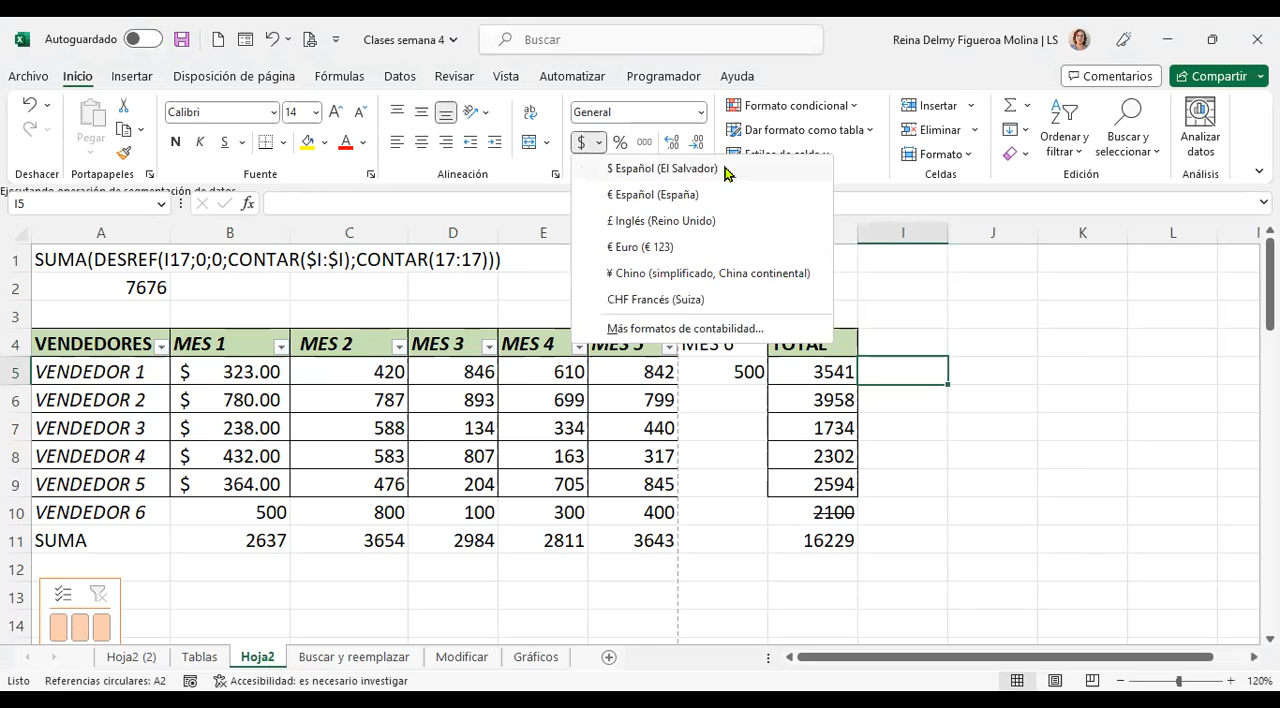 Autoguardado
Clases semana 4
Buscar
Reina Delmy Figueroa Molina | LS
Archivo Inicio Insertar Disposición de página Fórmulas Datos Revisar Vista Automatizar Programador Ayuda
Comentarios Compartir
Pegar
Calibri 14
General
Formato condicional
Dar formato como tabla
Insertar
Eliminar
Formato
Ordenar y filtrar
Buscar y seleccionar
Analizar datos
N K S
$ % 000
Deshacer Portapapeles Fuente Alineación Celdas Edición Análisis
Ejecutando operación de segmentación de datos
I5
fx
$ Español (El Salvador)
€ Español (España)
£ Inglés (Reino Unido)
€ Euro (€ 123)
¥ Chino (simplificado, China continental)
CHF Francés (Suiza)
Más formatos de contabilidad...
A B C D E I J K L
1 SUMA(DESREF(I17;0;0;CONTAR($I:$I);CONTAR(17:17)))
2 7676
3
4 VENDEDORES MES 1 MES 2 MES 3 MES 4 MES 5 MES 6 TOTAL
5 VENDEDOR 1 $ 323.00 420 846 610 842 500 3541
6 VENDEDOR 2 $ 780.00 787 893 699 799 3958
7 VENDEDOR 3 $ 238.00 588 134 334 440 1734
8 VENDEDOR 4 $ 432.00 583 807 163 317 2302
9 VENDEDOR 5 $ 364.00 476 204 705 845 2594
10 VENDEDOR 6 500 800 100 300 400 2100
11 SUMA 2637 3654 2984 2811 3643 16229
12
13
14
Hoja2 (2) Tablas Hoja2 Buscar y reemplazar Modificar Gráficos
Listo Referencias circulares: A2 Accesibilidad: es necesario investigar 120%